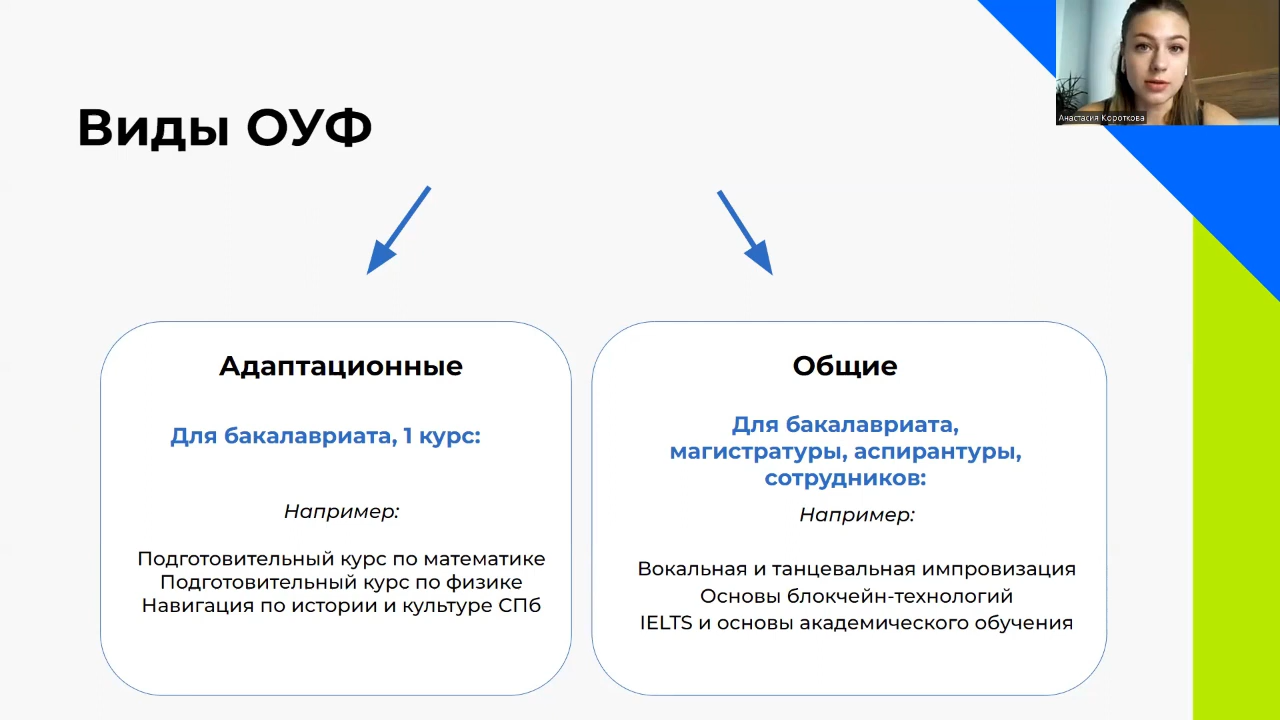 Анастасия Короткова
Виды ОУФ
Адаптационные
Для бакалавриата, 1 курс:
Например:
Подготовительный курс по математике
Подготовительный курс по физике
Навигация по истории и культуре СПб
Общие
Для бакалавриата,
магистратуры, аспирантуры,
сотрудников:
Например:
Вокальная и танцевальная импровизация
Основы блокчейн-технологий
IELTS и основы академического обучения